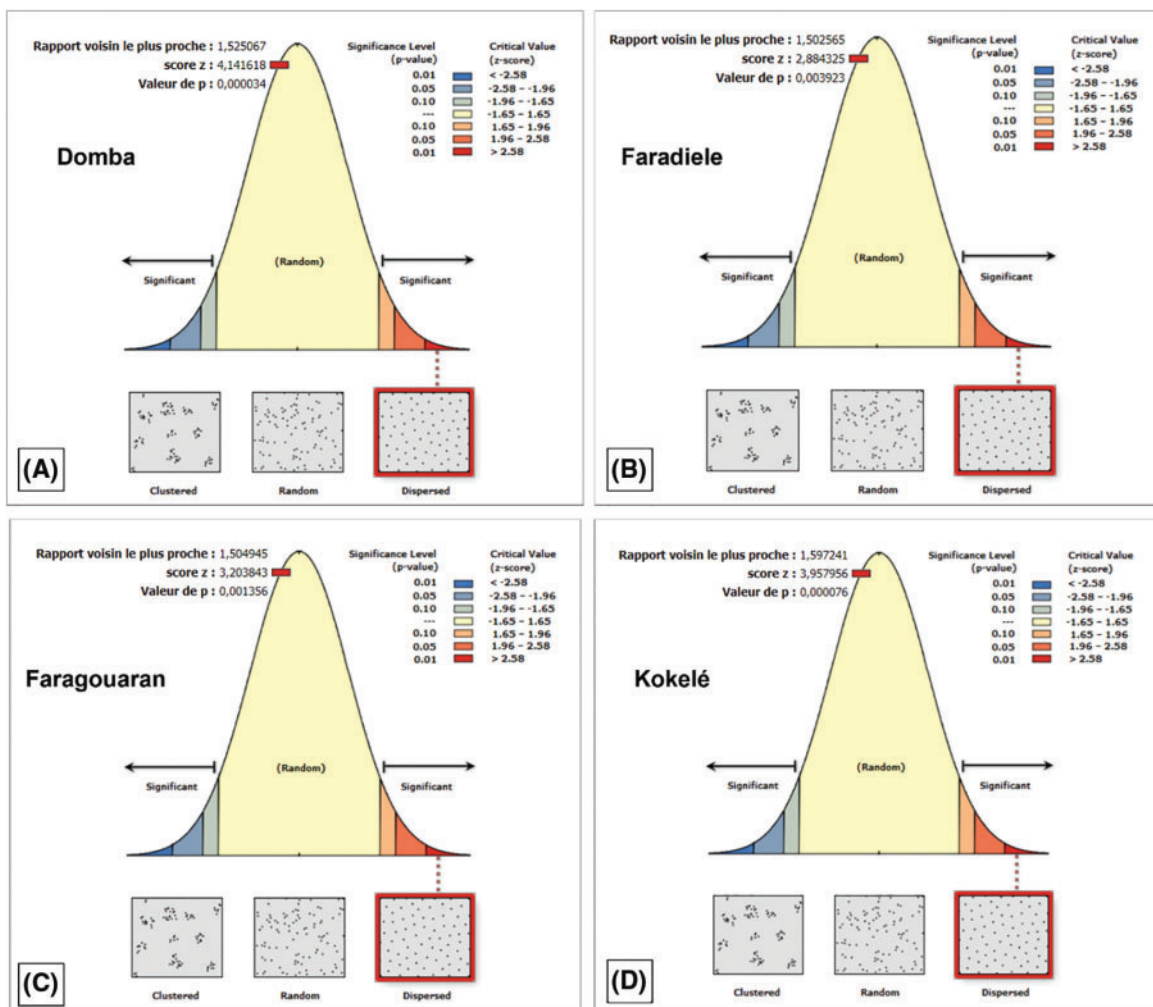 Rapport voisin le plus proche : 1,525067
score z : 4,141618
Valeur de p : 0,000034
Significance Level
(p-value)
Critical Value
(z-score)
0.01 < -2.58
0.05 -2.58 – -1.96
0.10 -1.96 – -1.65
--- -1.65 – 1.65
0.10 1.65 – 1.96
0.05 1.96 – 2.58
0.01 > 2.58
Domba
(Random)
Significant
Significant
(A)
Clustered
Random
Dispersed
Rapport voisin le plus proche : 1,502565
score z : 2,884325
Valeur de p : 0,003923
Significance Level
(p-value)
Critical Value
(z-score)
0.01 < -2.58
0.05 -2.58 – -1.96
0.10 -1.96 – -1.65
--- -1.65 – 1.65
0.10 1.65 – 1.96
0.05 1.96 – 2.58
0.01 > 2.58
Faradiele
(Random)
Significant
Significant
(B)
Clustered
Random
Dispersed
Rapport voisin le plus proche : 1,504945
score z : 3,203843
Valeur de p : 0,001356
Significance Level
(p-value)
Critical Value
(z-score)
0.01 < -2.58
0.05 -2.58 – -1.96
0.10 -1.96 – -1.65
--- -1.65 – 1.65
0.10 1.65 – 1.96
0.05 1.96 – 2.58
0.01 > 2.58
Faragouaran
(Random)
Significant
Significant
(C)
Clustered
Random
Dispersed
Rapport voisin le plus proche : 1,597241
score z : 3,957956
Valeur de p : 0,000076
Significance Level
(p-value)
Critical Value
(z-score)
0.01 < -2.58
0.05 -2.58 – -1.96
0.10 -1.96 – -1.65
--- -1.65 – 1.65
0.10 1.65 – 1.96
0.05 1.96 – 2.58
0.01 > 2.58
Kokelé
(Random)
Significant
Significant
(D)
Clustered
Random
Dispersed